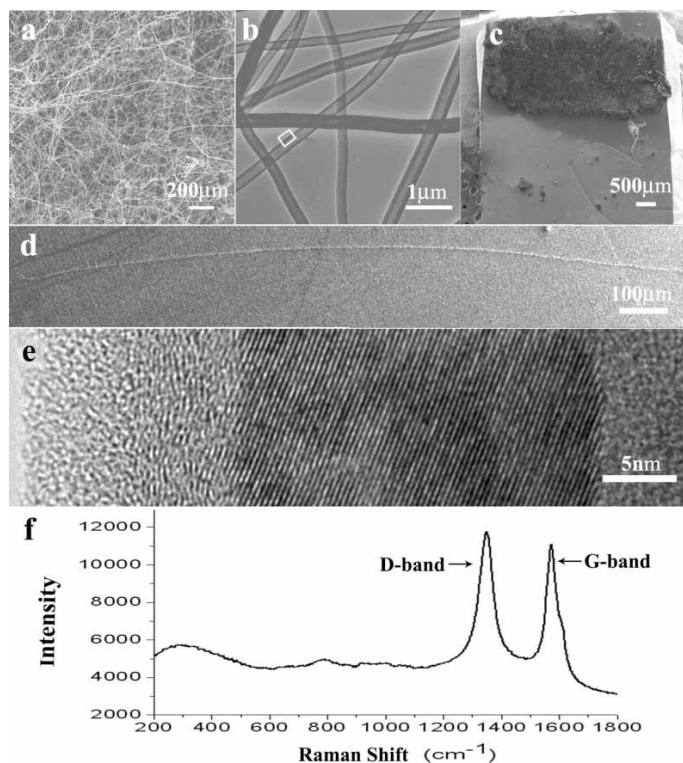 a
200μm
b
1μm
c
500μm
d
100μm
e
5nm
f
Intensity
12000
10000
8000
6000
4000
2000
D-band
G-band
200
400
600
800
1000
1200
1400
1600
1800
Raman Shift (cm⁻¹)